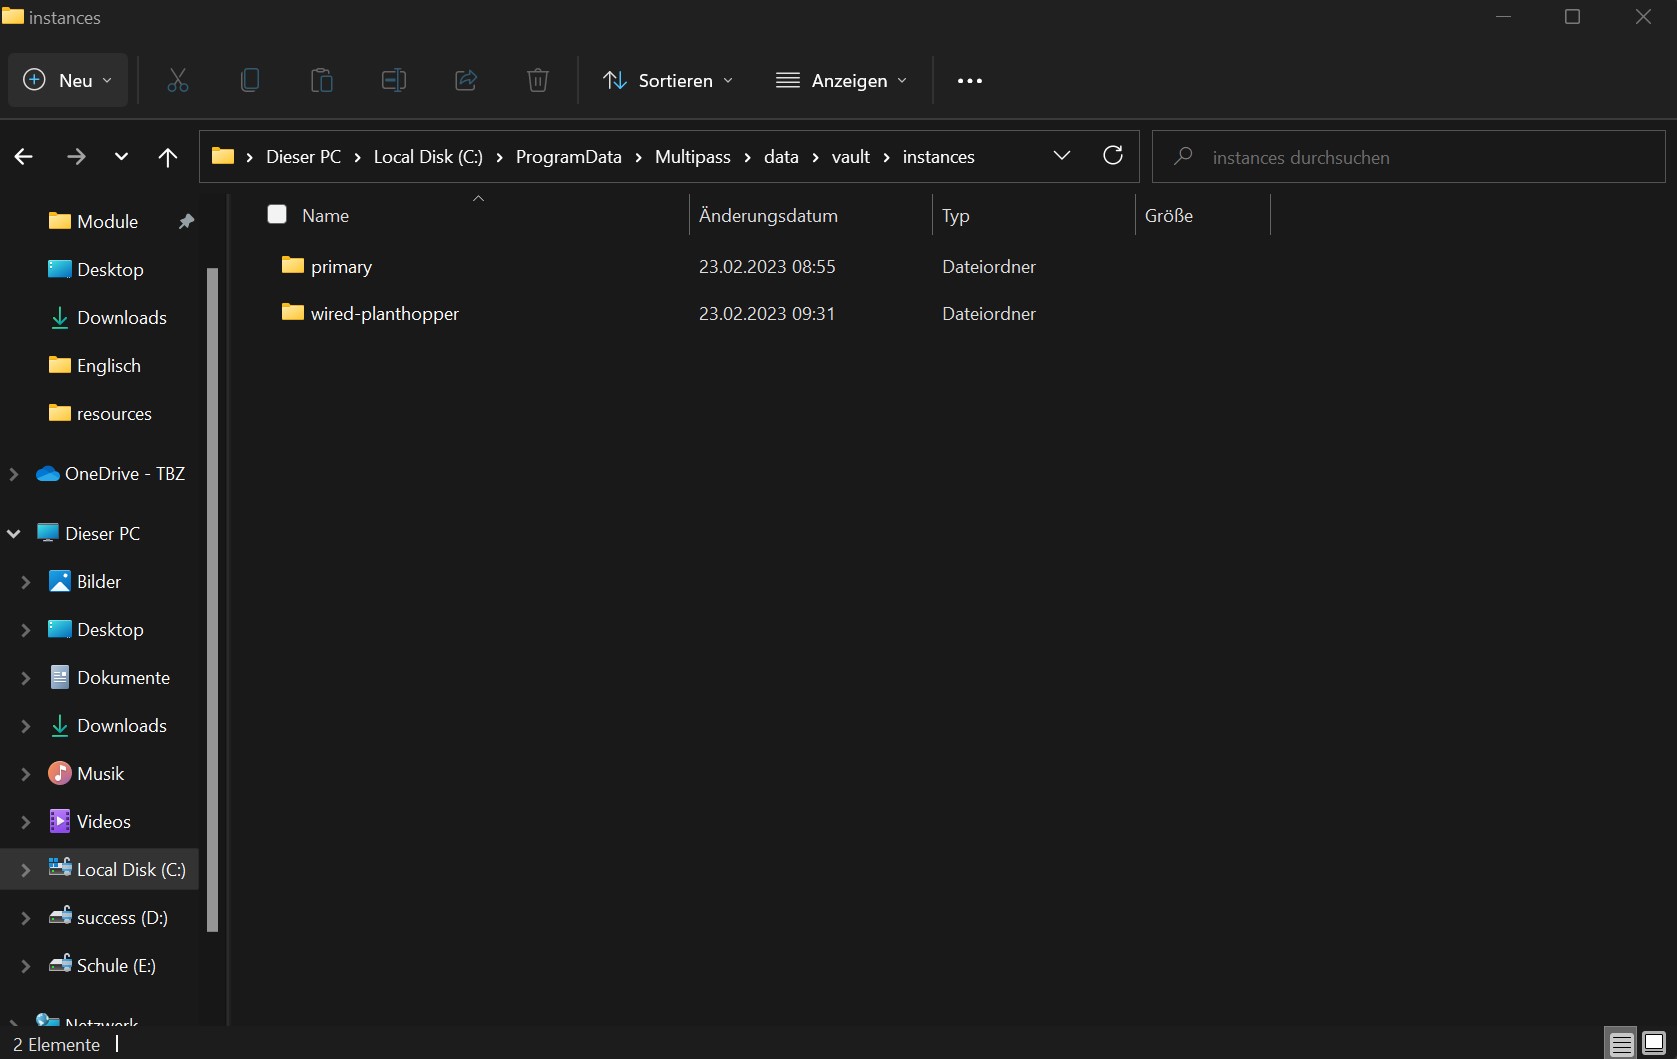 instances
Neu
Sortieren
Anzeigen
Dieser PC › Local Disk (C:) › ProgramData › Multipass › data › vault › instances
instances durchsuchen
Name Änderungsdatum Typ Größe
primary 23.02.2023 08:55 Dateiordner
wired-planthopper 23.02.2023 09:31 Dateiordner
Module
Desktop
Downloads
Englisch
resources
OneDrive - TBZ
Dieser PC
Bilder
Desktop
Dokumente
Downloads
Musik
Videos
Local Disk (C:)
success (D:)
Schule (E:)
Netzwerk
2 Elemente